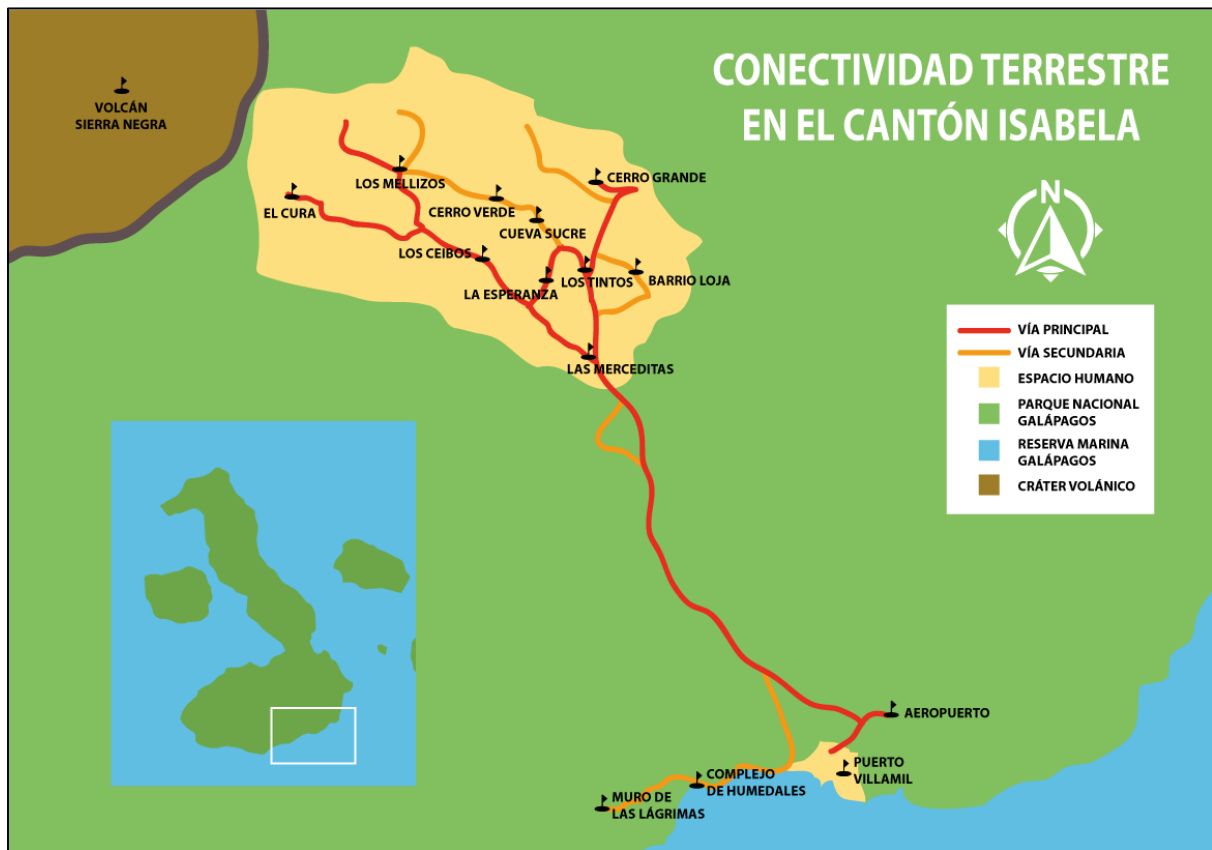 CONECTIVIDAD TERRESTRE
EN EL CANTÓN ISABELA
VOLCÁN
SIERRA NEGRA
LOS MELLIZOS
CERRO GRANDE
EL CURA
CERRO VERDE
CUEVA SUCRE
LOS CEIBOS
LA ESPERANZA
LOS TINTOS
BARRIO LOJA
LAS MERCEDITAS
N
VÍA PRINCIPAL
VÍA SECUNDARIA
ESPACIO HUMANO
PARQUE NACIONAL
GALÁPAGOS
RESERVA MARINA
GALÁPAGOS
CRÁTER VOLÁNICO
AEROPUERTO
PUERTO
VILLAMIL
COMPLEJO
DE HUMEDALES
MURO DE
LAS LÁGRIMAS